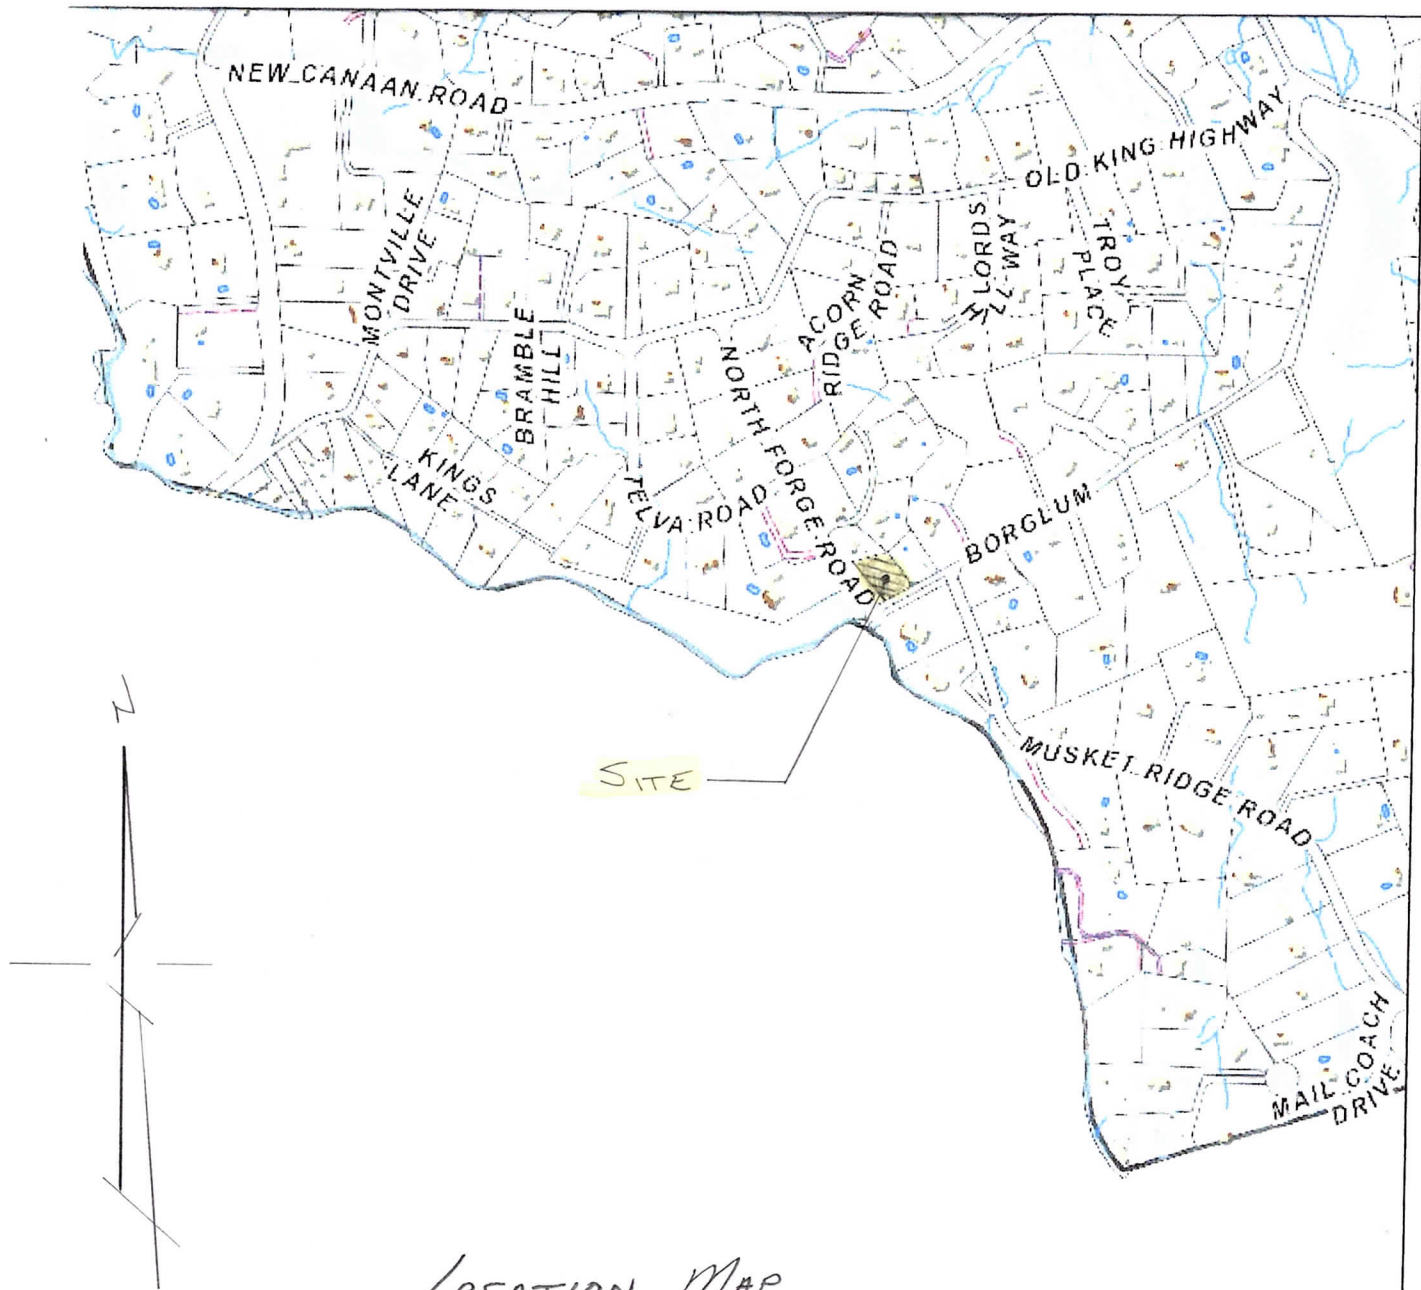 NEW CANAAN ROAD
OLD KING HIGHWAY
MONTVILLE
DRIVE
LORDS
HILL WAY
TROY
PLACE
ACORN
RIDGE ROAD
BRAMBLE
HILL
NORTH FORGE ROAD
KINGS
LANE
TELVA ROAD
BORGLUM
SITE
N
MUSKET RIDGE ROAD
MAIL COACH
DRIVE
LOCATION MAP